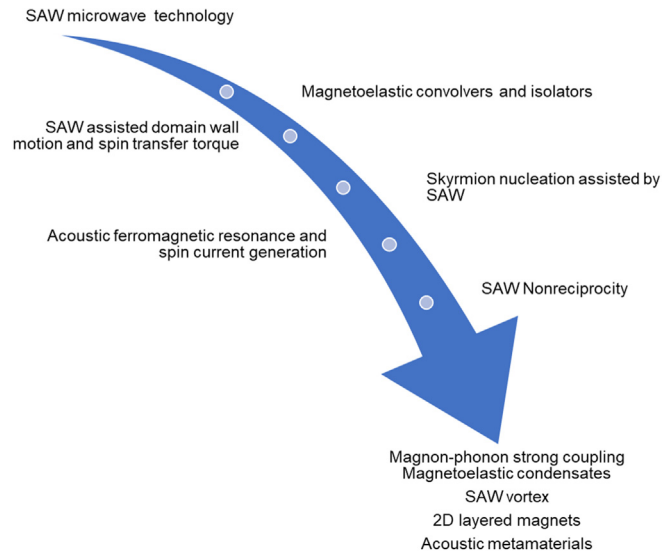 SAW microwave technology
Magnetoelastic convolvers and isolators
SAW assisted domain wall
motion and spin transfer torque
Skyrmion nucleation assisted by
SAW
Acoustic ferromagnetic resonance and
spin current generation
SAW Nonreciprocity
Magnon-phonon strong coupling
Magnetoelastic condensates
SAW vortex
2D layered magnets
Acoustic metamaterials